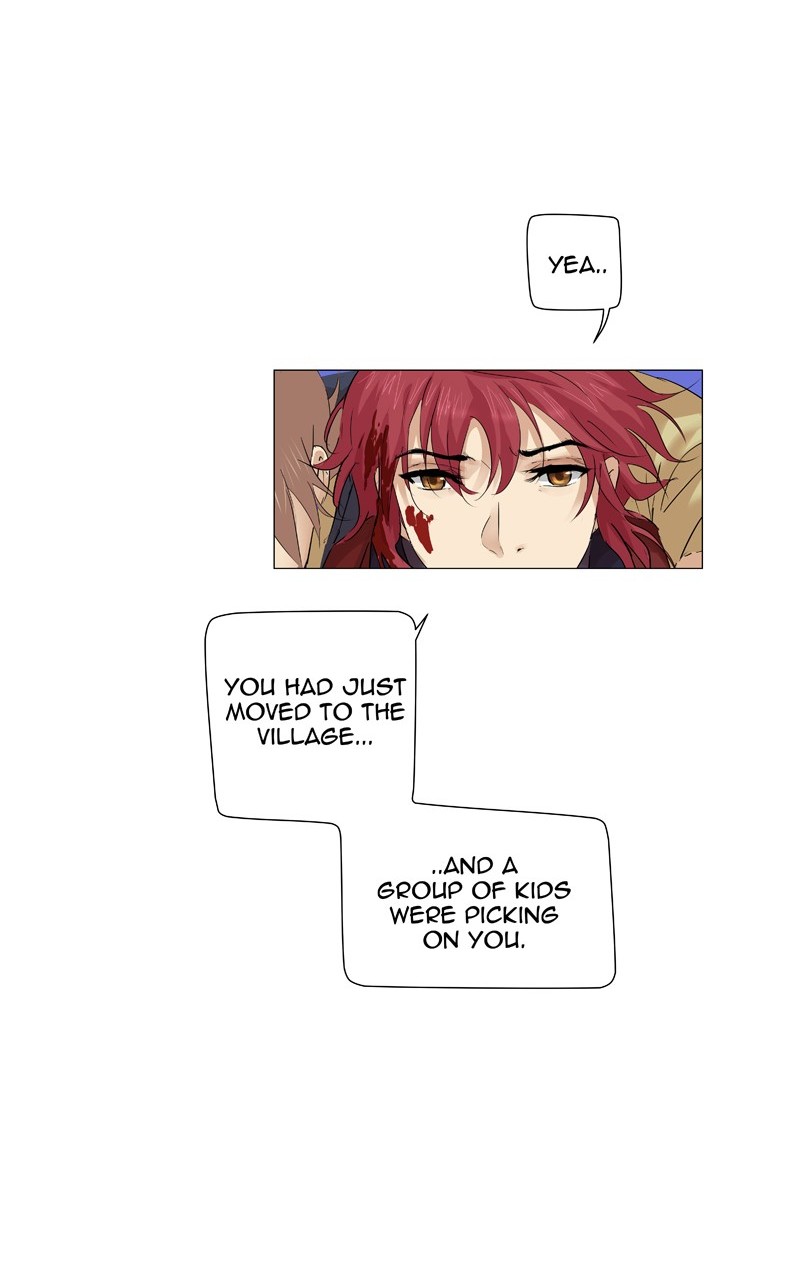 YEA..
YOU HAD JUST
MOVED TO THE
VILLAGE...
..AND A
GROUP OF KIDS
WERE PICKING
ON YOU.